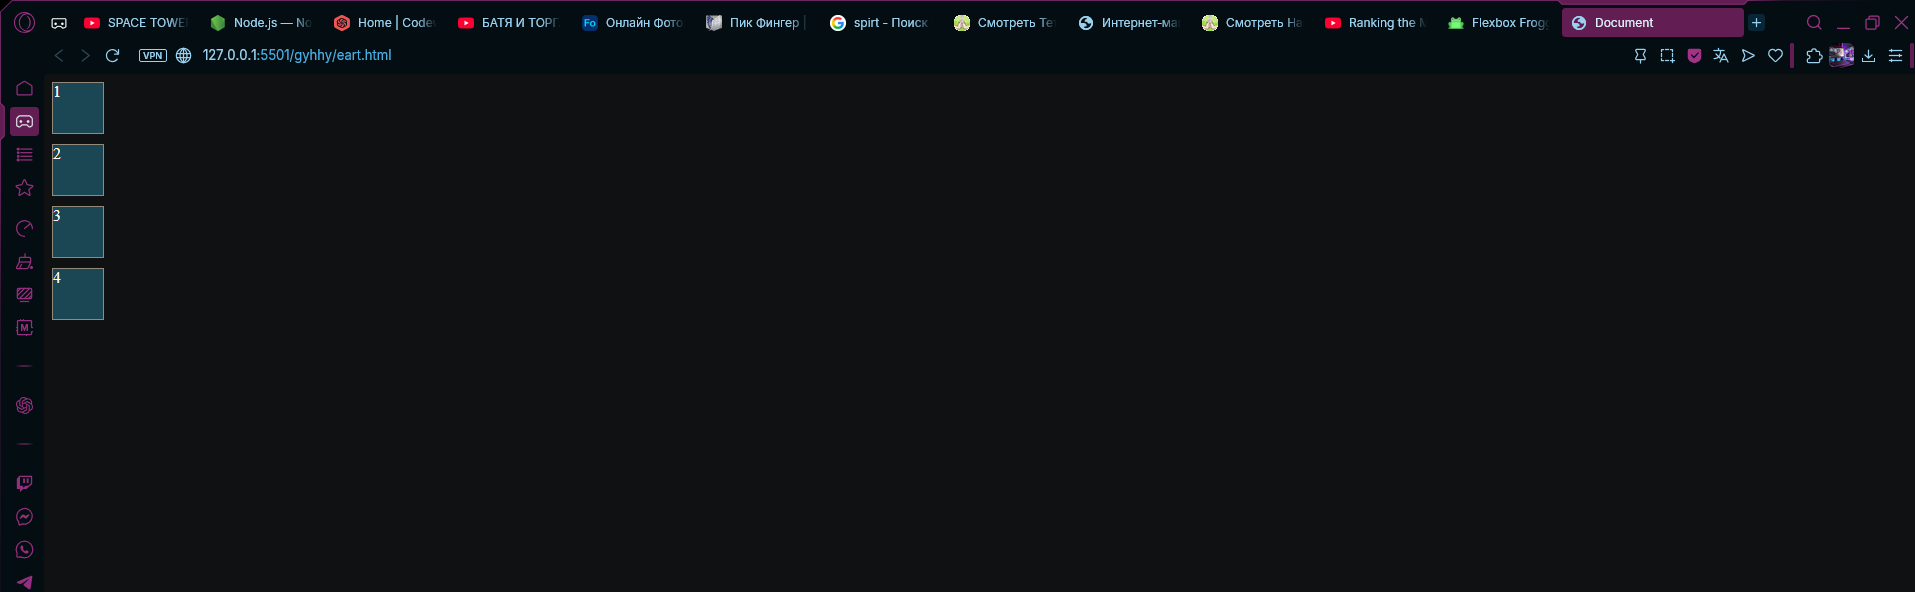 SPACE TOWE
Node.js — No
Home | Code
БАТЯ И ТОРГ
Fo Онлайн Фото
Пик Фингер |
spirt - Поиск
Смотреть Те
Интернет-ма
Смотреть На
Ranking the M
Flexbox Frog
Document
VPN
127.0.0.1:5501/gyhhy/eart.html
1
2
3
4
M